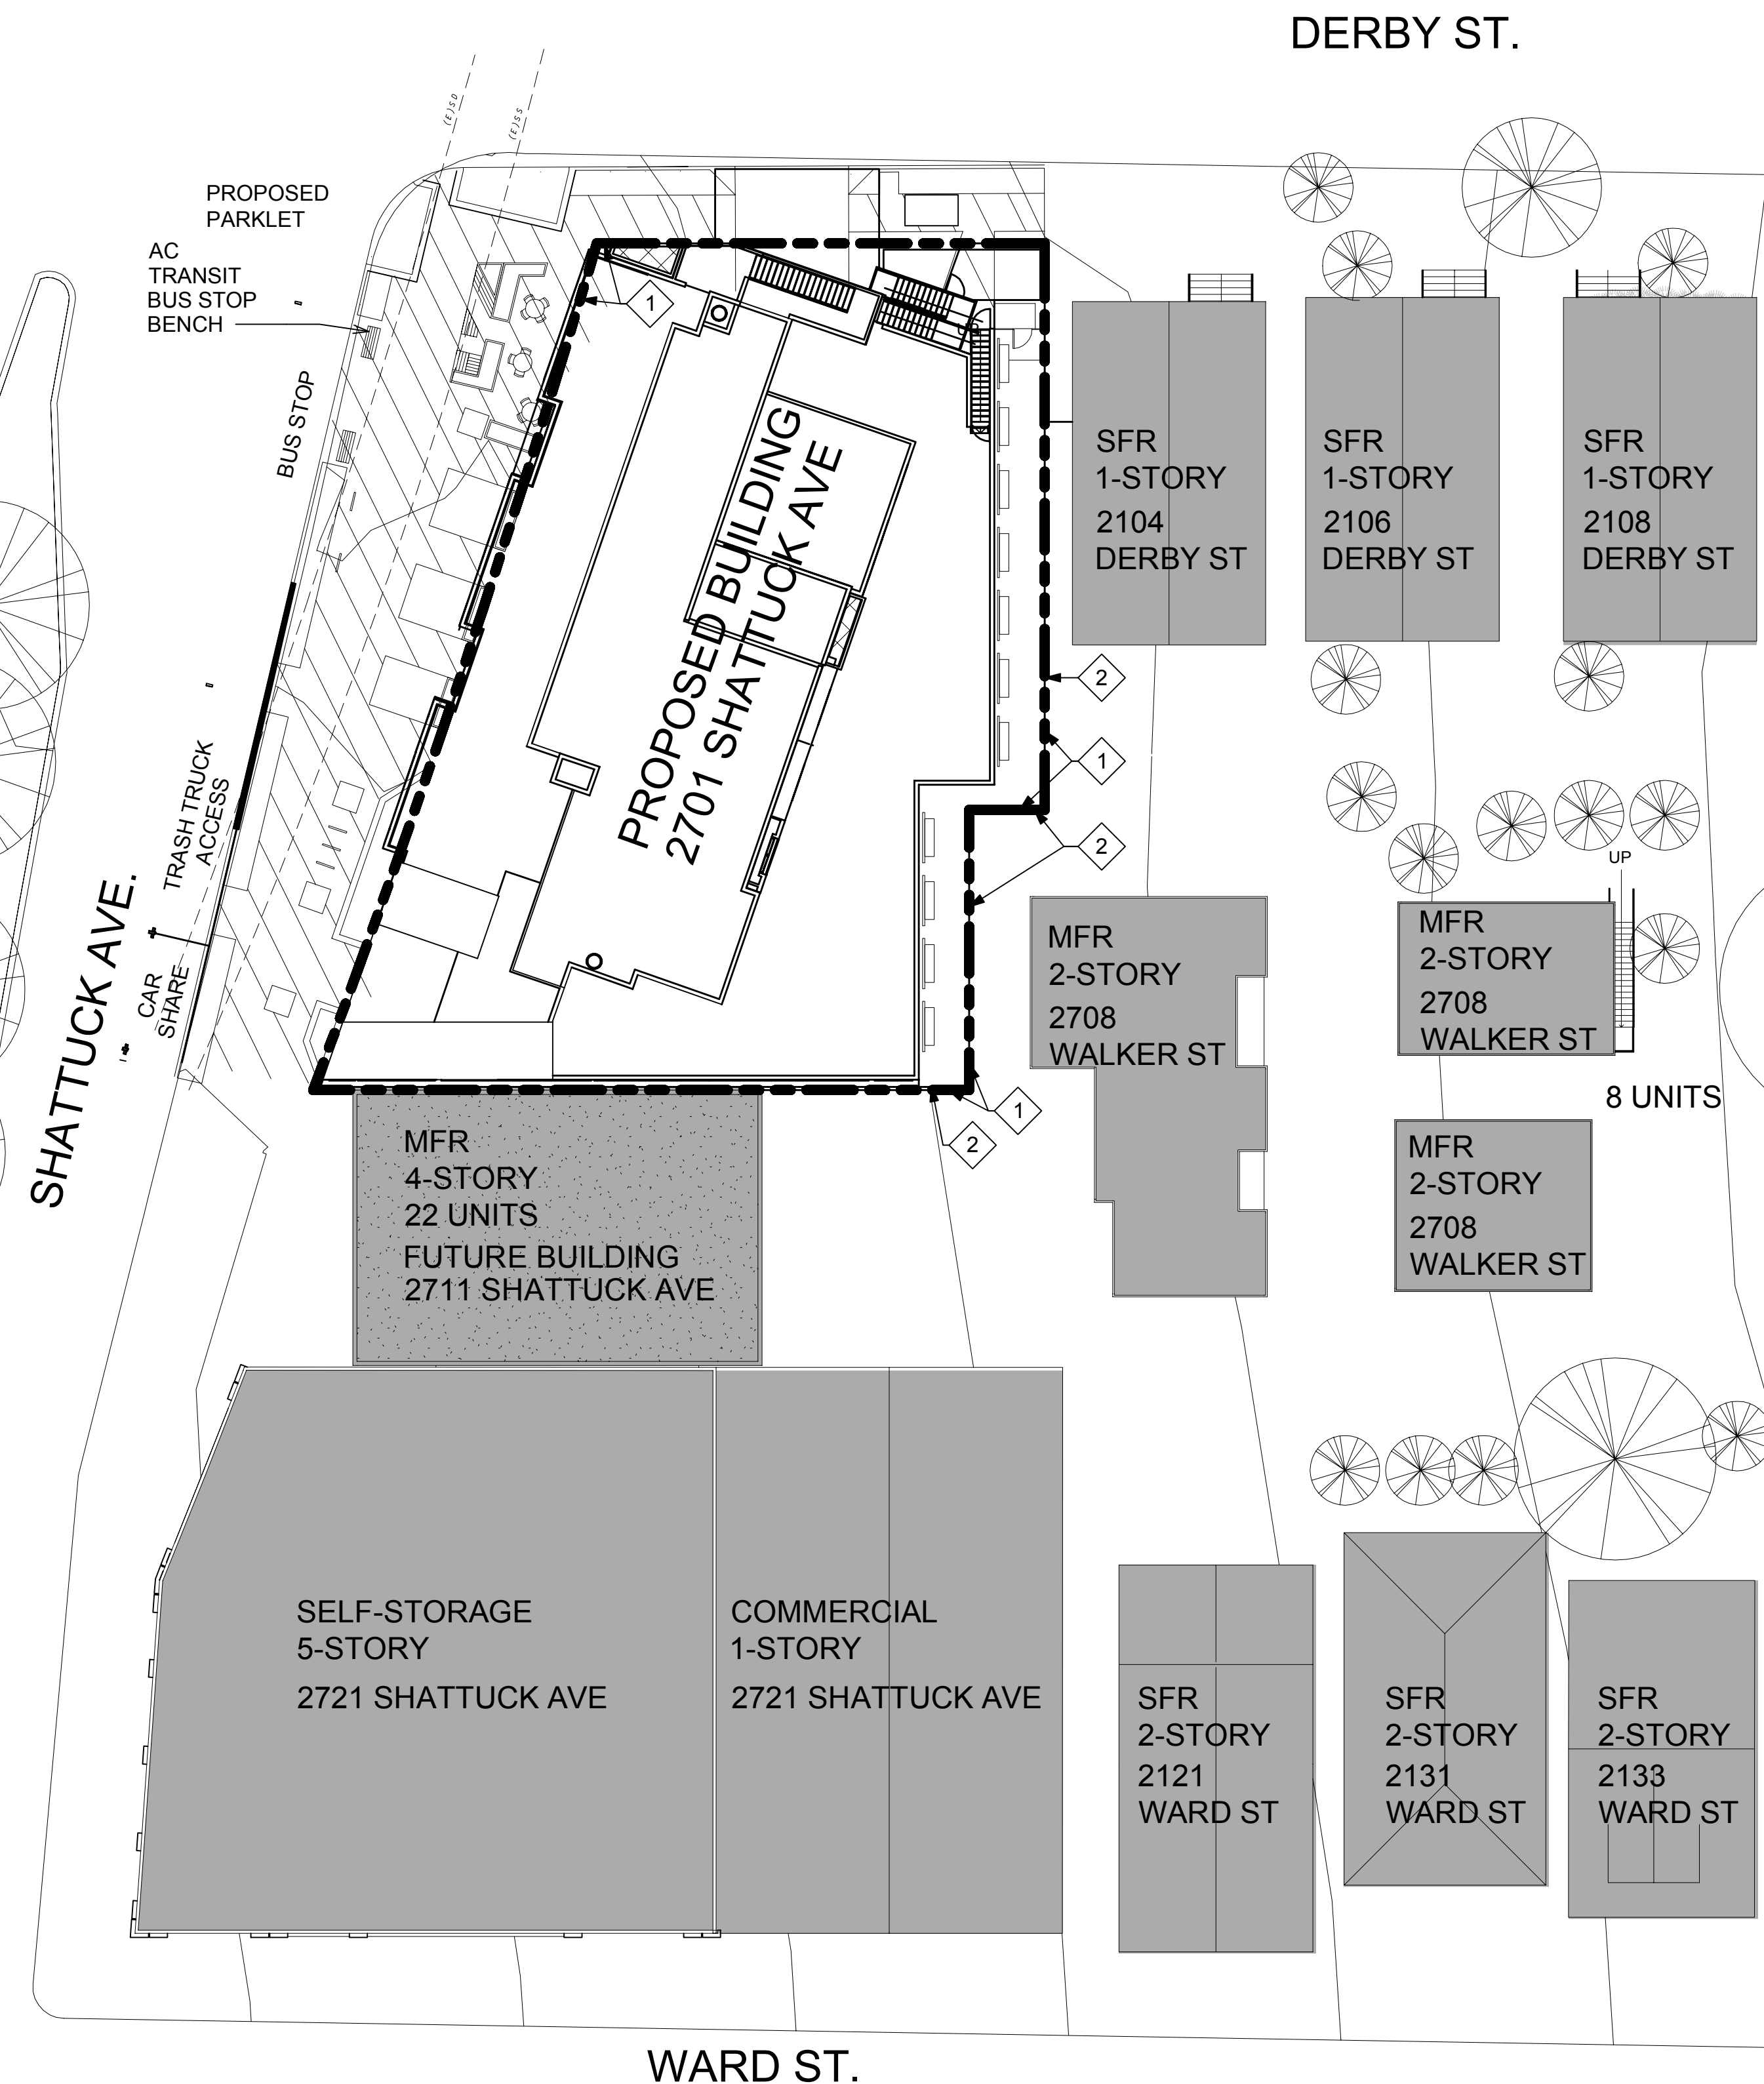 DERBY ST.
(E)SD
(E)SS
PROPOSED
PARKLET
AC
TRANSIT
BUS STOP
BENCH
1
BUS STOP
PROPOSED BUILDING
2701 SHATTUCK AVE
SFR
1-STORY
2104
DERBY ST
SFR
1-STORY
2106
DERBY ST
SFR
1-STORY
2108
DERBY ST
2
1
2
TRASH TRUCK
ACCESS
SHATTUCK AVE.
CAR
SHARE
UP
MFR
2-STORY
2708
WALKER ST
MFR
2-STORY
2708
WALKER ST
8 UNITS
1
2
MFR
4-STORY
22 UNITS
FUTURE BUILDING
2711 SHATTUCK AVE
MFR
2-STORY
2708
WALKER ST
SELF-STORAGE
5-STORY
2721 SHATTUCK AVE
COMMERCIAL
1-STORY
2721 SHATTUCK AVE
SFR
2-STORY
2121
WARD ST
SFR
2-STORY
2131
WARD ST
SFR
2-STORY
2133
WARD ST
WARD ST.